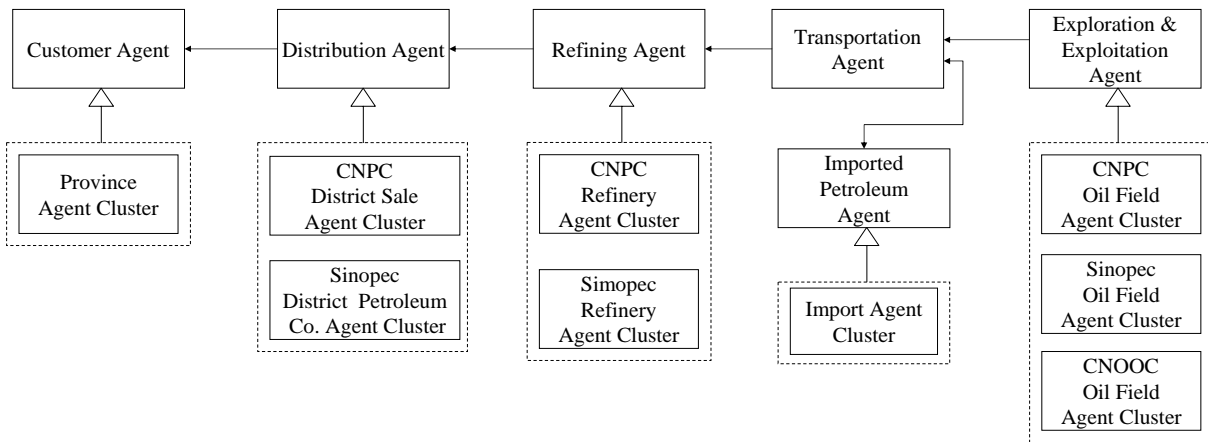 Customer Agent
Distribution Agent
Refining Agent
Transportation
Agent
Exploration &
Exploitation
Agent
Province
Agent Cluster
CNPC
District Sale
Agent Cluster
Sinopec
District Petroleum
Co. Agent Cluster
CNPC
Refinery
Agent Cluster
Simopec
Refinery
Agent Cluster
Imported
Petroleum
Agent
Import Agent
Cluster
CNPC
Oil Field
Agent Cluster
Sinopec
Oil Field
Agent Cluster
CNOOC
Oil Field
Agent Cluster